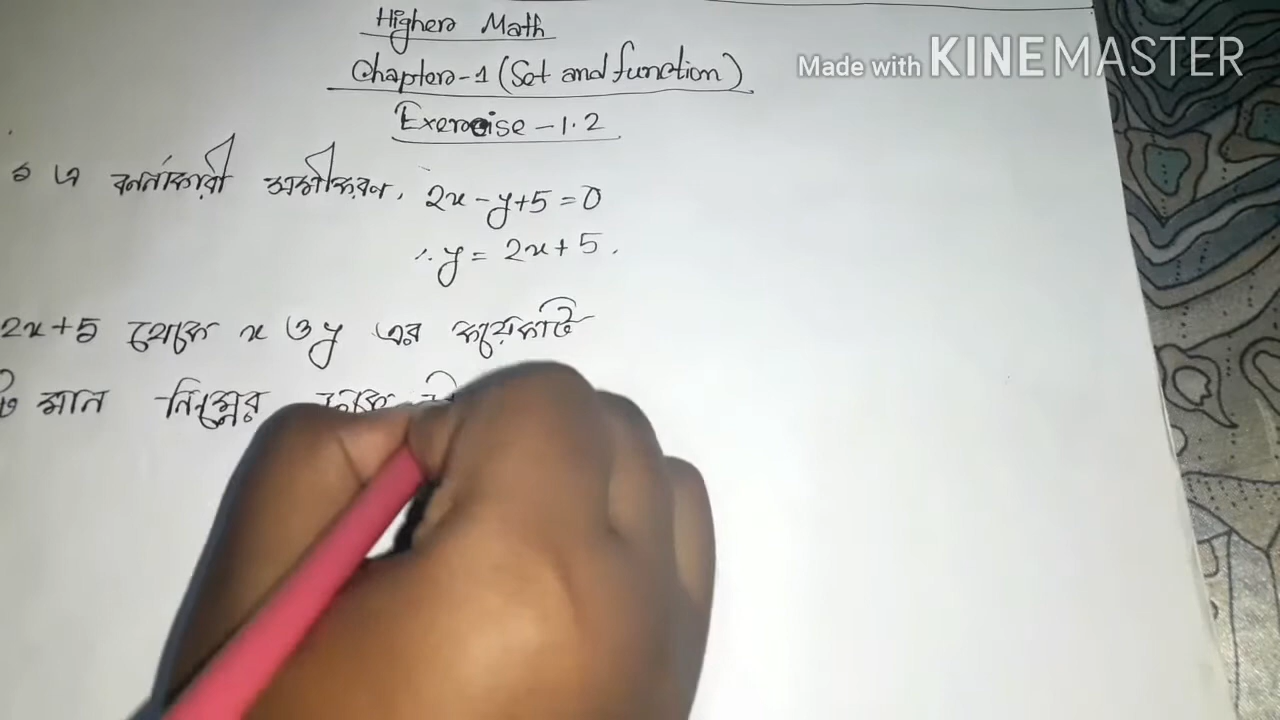 Higher Math
Made with KINEMASTER
Chapter-1 (Set and function)
Exercise-1.2
বর্ণনাকারী সমীকরণ, 2x - y + 5 = 0
∴ y = 2x + 5.
2x+5 থেকে x ও y এর কয়েকটি
টি মান নিম্নের